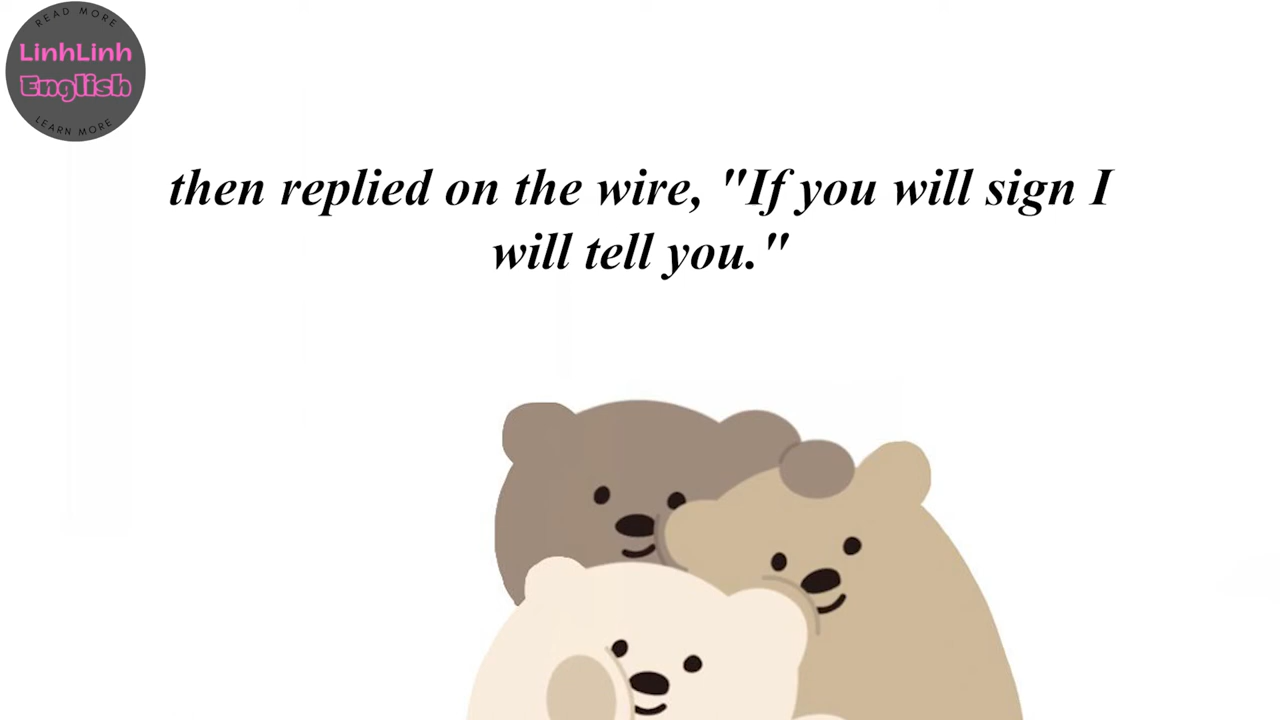 READ MORE
LinhLinh
English
LEARN MORE
then replied on the wire, "If you will sign I
will tell you."